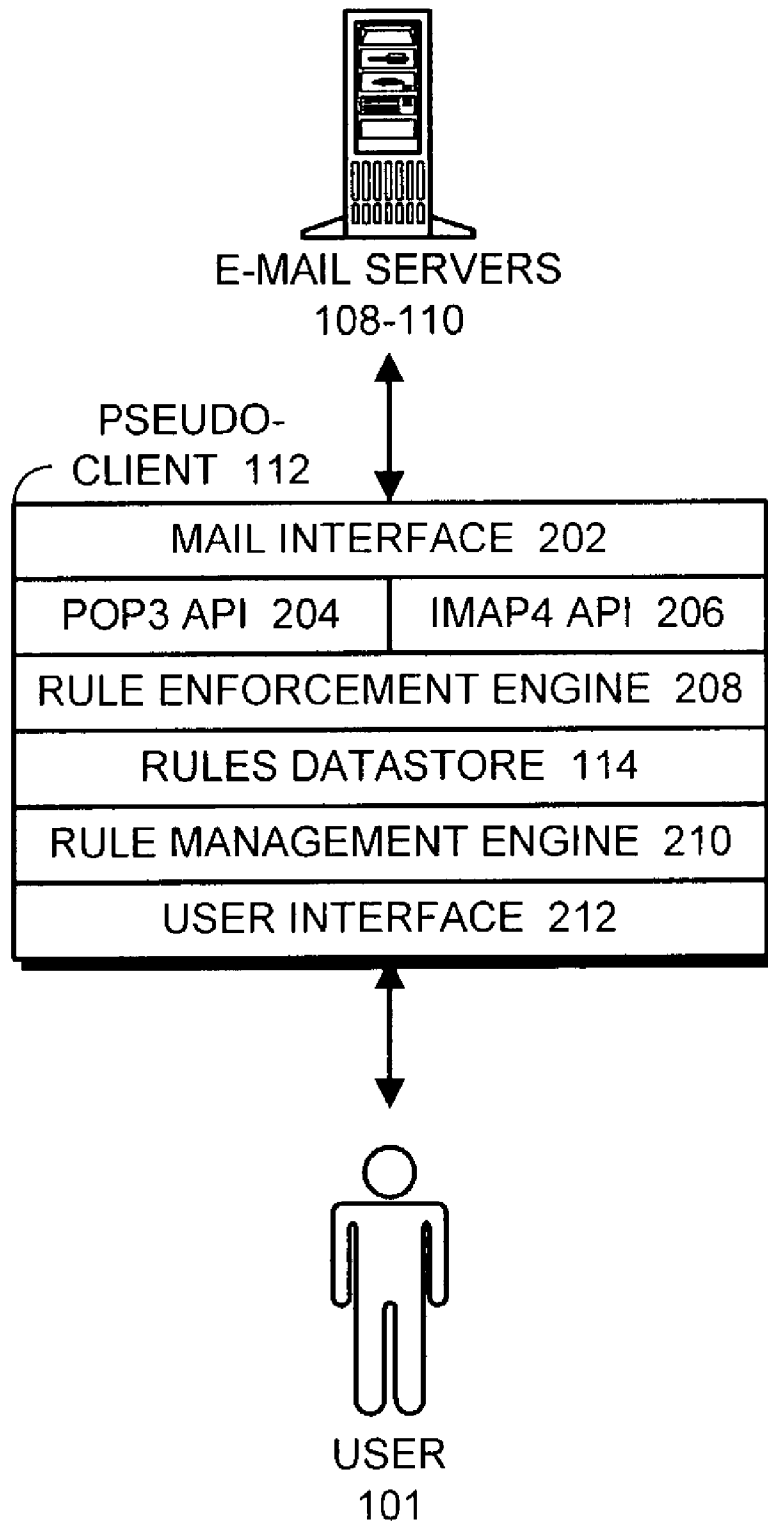 E-MAIL SERVERS
108-110
PSEUDO-
CLIENT 112
MAIL INTERFACE 202
POP3 API 204
IMAP4 API 206
RULE ENFORCEMENT ENGINE 208
RULES DATASTORE 114
RULE MANAGEMENT ENGINE 210
USER INTERFACE 212
USER
101